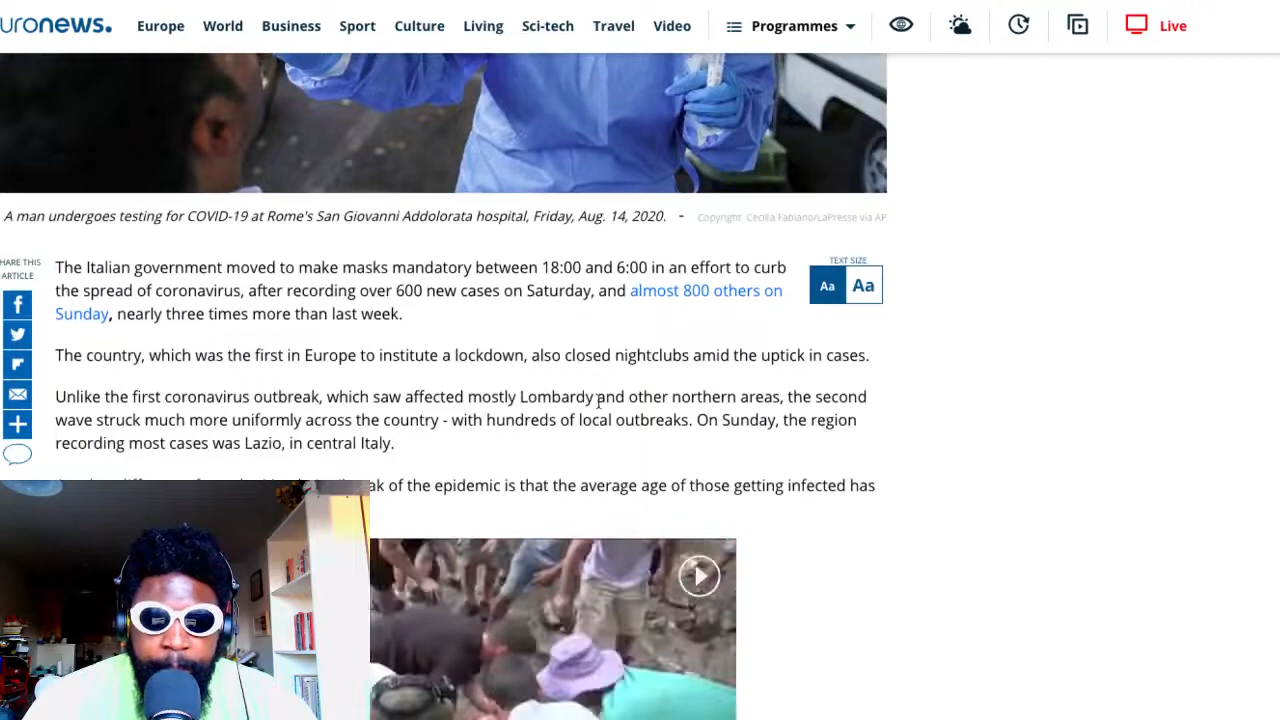 uronews.
Europe World Business Sport Culture Living Sci-tech Travel Video Programmes Live
A man undergoes testing for COVID-19 at Rome's San Giovanni Addolorata hospital, Friday, Aug. 14, 2020. - Copyright Cecilia Fabiano/LaPresse via AP
HARE THIS
ARTICLE
TEXT SIZE
Aa Aa
The Italian government moved to make masks mandatory between 18:00 and 6:00 in an effort to curb
the spread of coronavirus, after recording over 600 new cases on Saturday, and almost 800 others on
Sunday, nearly three times more than last week.
The country, which was the first in Europe to institute a lockdown, also closed nightclubs amid the uptick in cases.
Unlike the first coronavirus outbreak, which saw affected mostly Lombardy and other northern areas, the second
wave struck much more uniformly across the country - with hundreds of local outbreaks. On Sunday, the region
recording most cases was Lazio, in central Italy.
ak of the epidemic is that the average age of those getting infected has